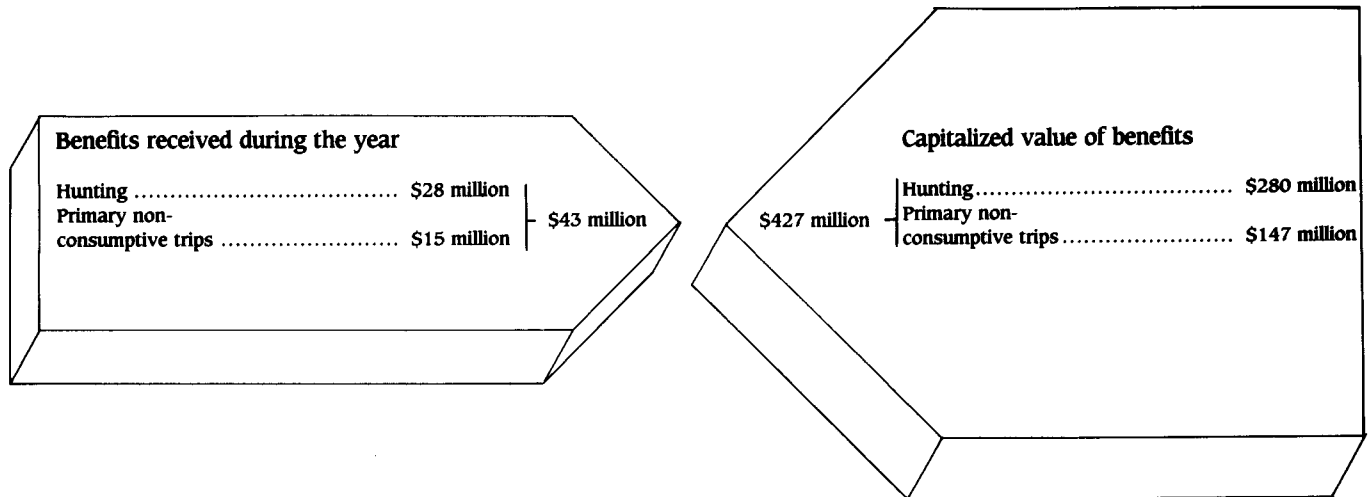 Benefits received during the year
Hunting ..................................... $28 million
Primary non-
consumptive trips ............................. $15 million
$43 million
Capitalized value of benefits
$427 million
Hunting.................................... $280 million
Primary non-
consumptive trips........................ $147 million